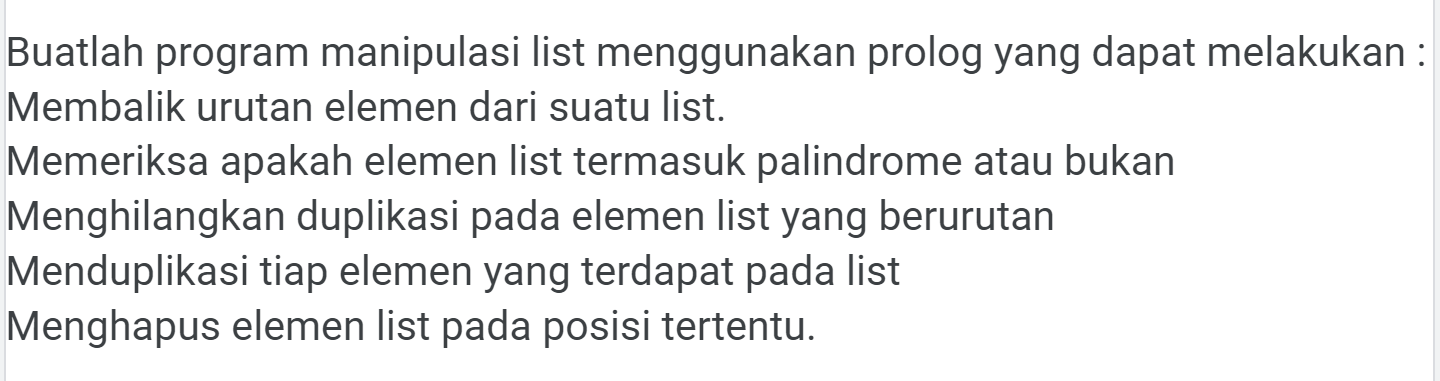 Buatlah program manipulasi list menggunakan prolog yang dapat melakukan :
Membalik urutan elemen dari suatu list.
Memeriksa apakah elemen list termasuk palindrome atau bukan
Menghilangkan duplikasi pada elemen list yang berurutan
Menduplikasi tiap elemen yang terdapat pada list
Menghapus elemen list pada posisi tertentu.